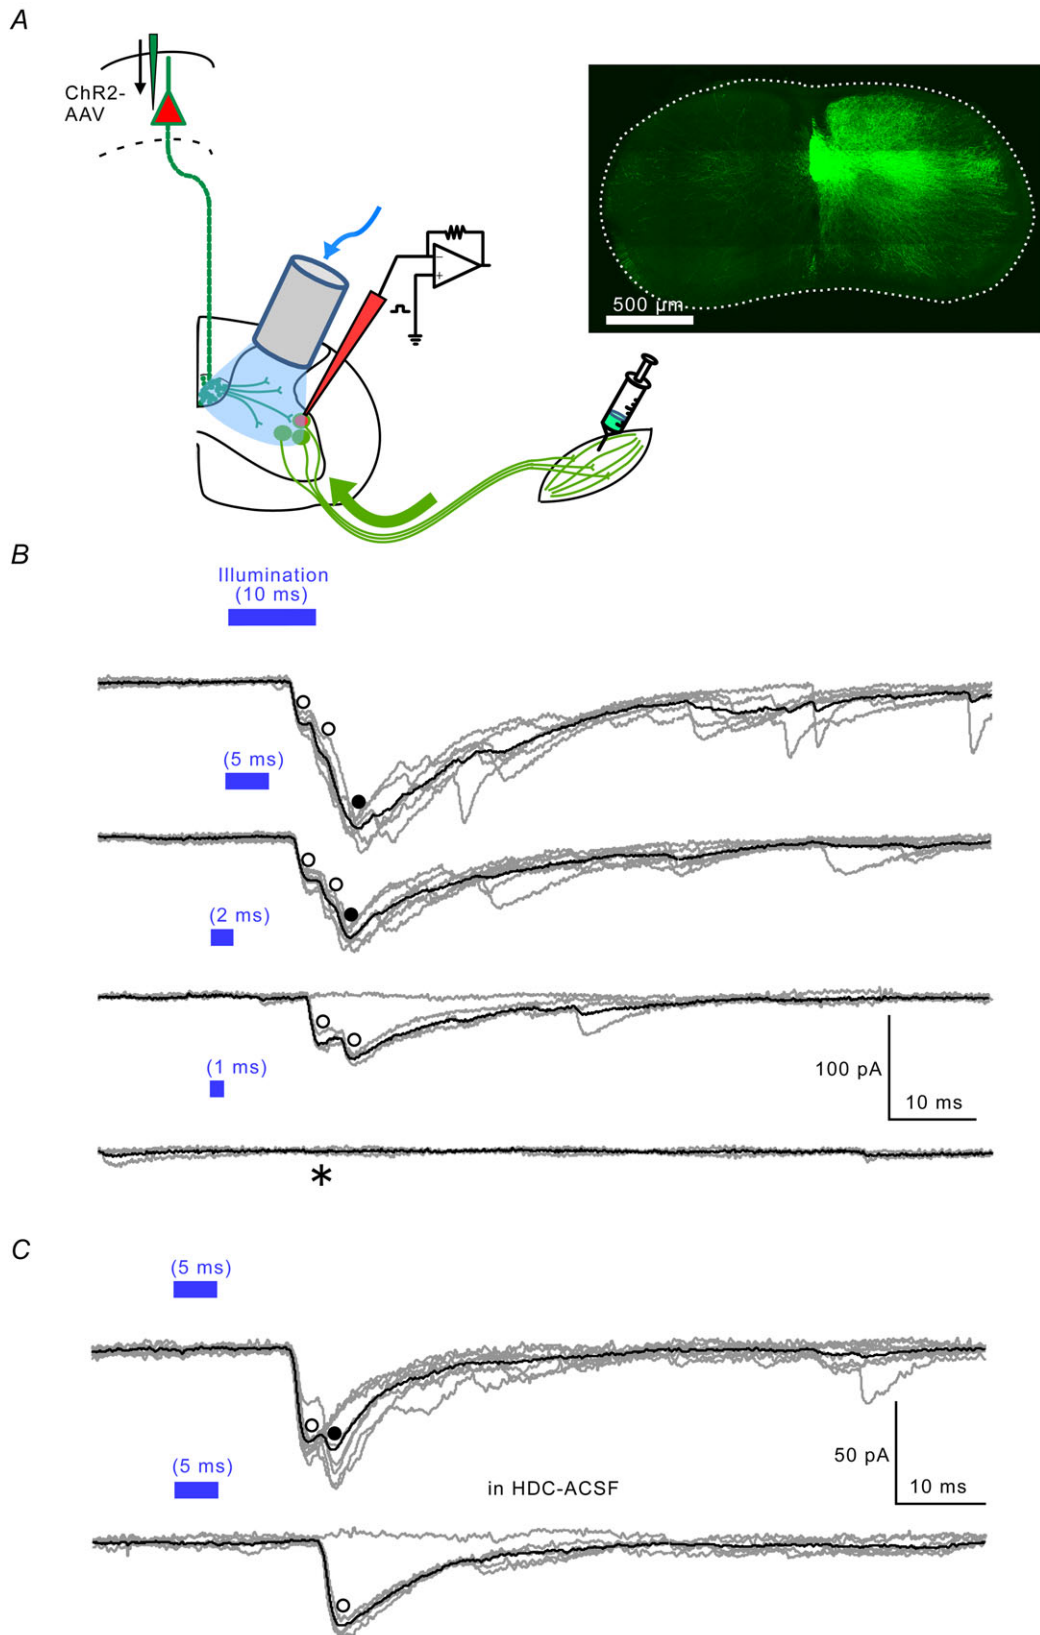 A
ChR2-
AAV
500 µm
B
Illumination
(10 ms)
(5 ms)
(2 ms)
(1 ms)
100 pA
10 ms
*
C
(5 ms)
50 pA
10 ms
(5 ms)
in HDC-ACSF